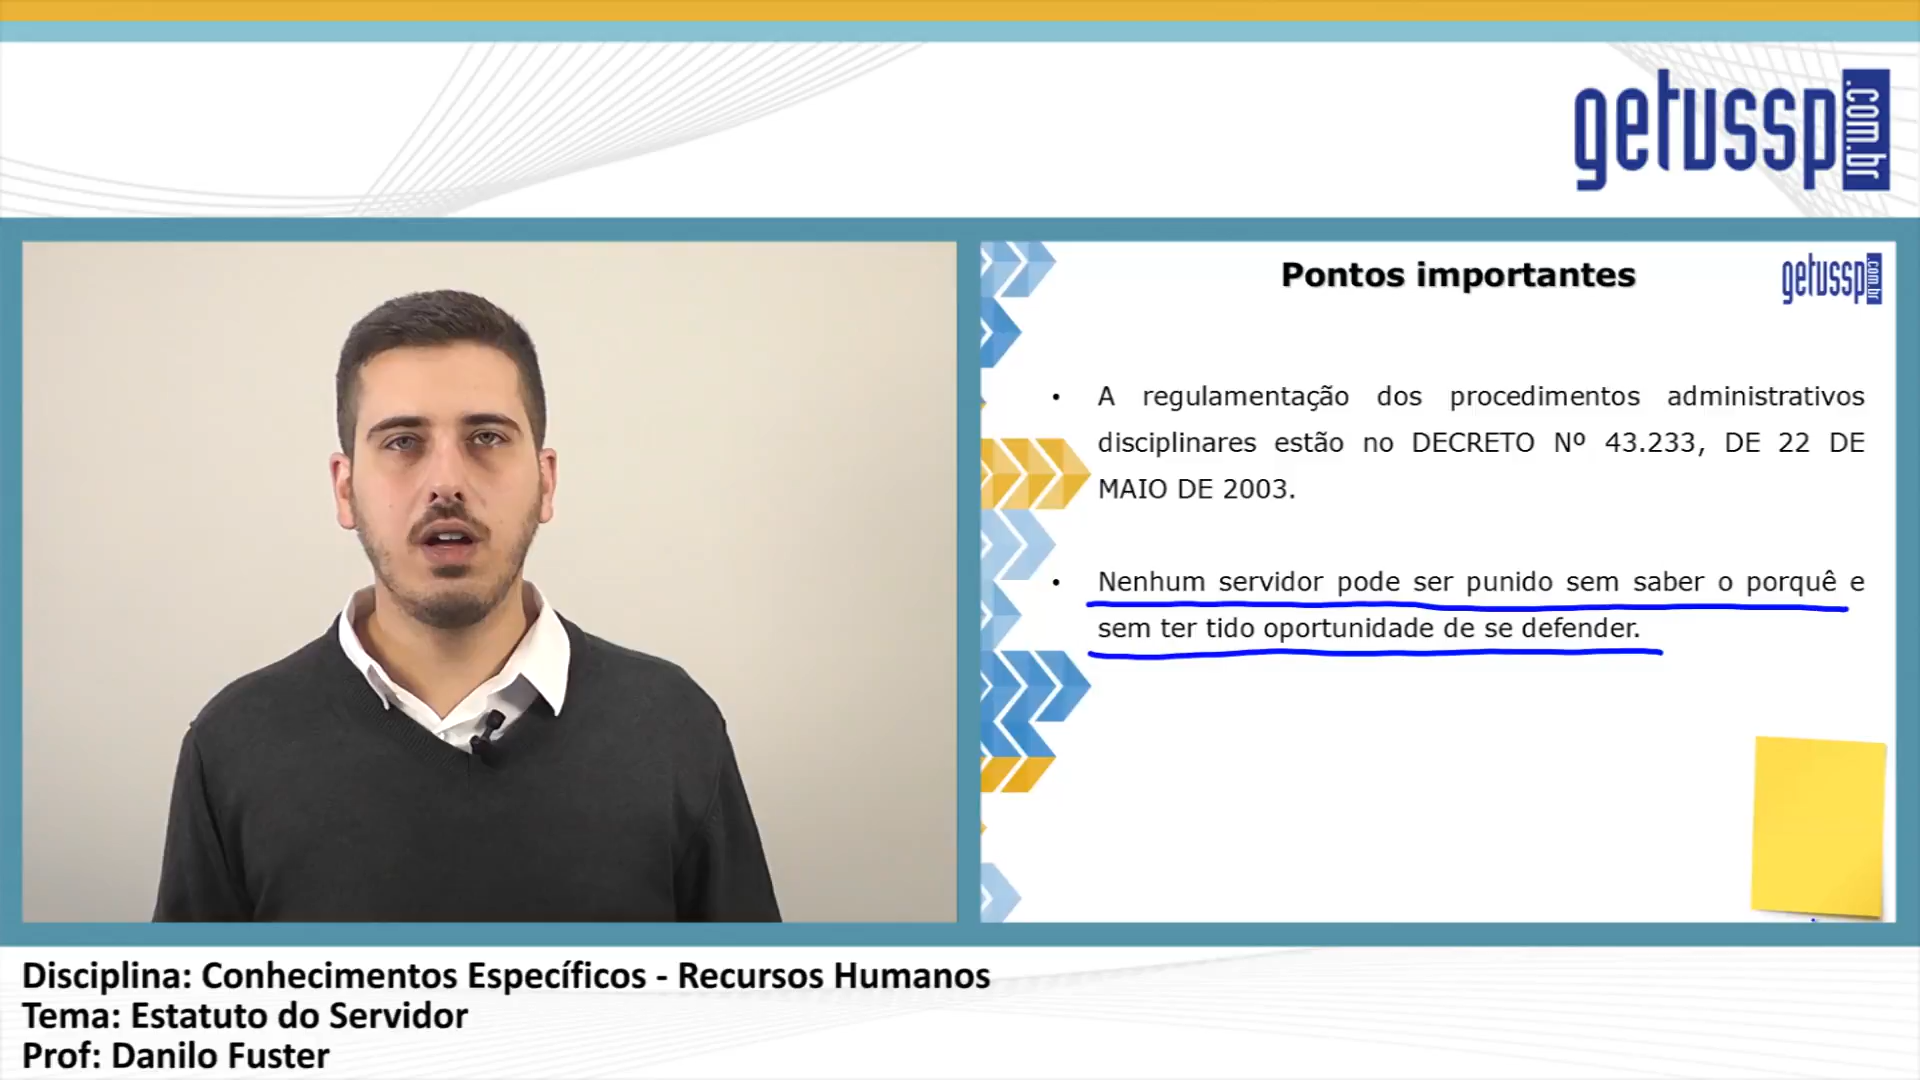 getussp.com.br
Pontos importantes
getussp.com.br
• A regulamentação dos procedimentos administrativos
disciplinares estão no DECRETO Nº 43.233, DE 22 DE
MAIO DE 2003.
• Nenhum servidor pode ser punido sem saber o porquê e
sem ter tido oportunidade de se defender.
Disciplina: Conhecimentos Específicos - Recursos Humanos
Tema: Estatuto do Servidor
Prof: Danilo Fuster